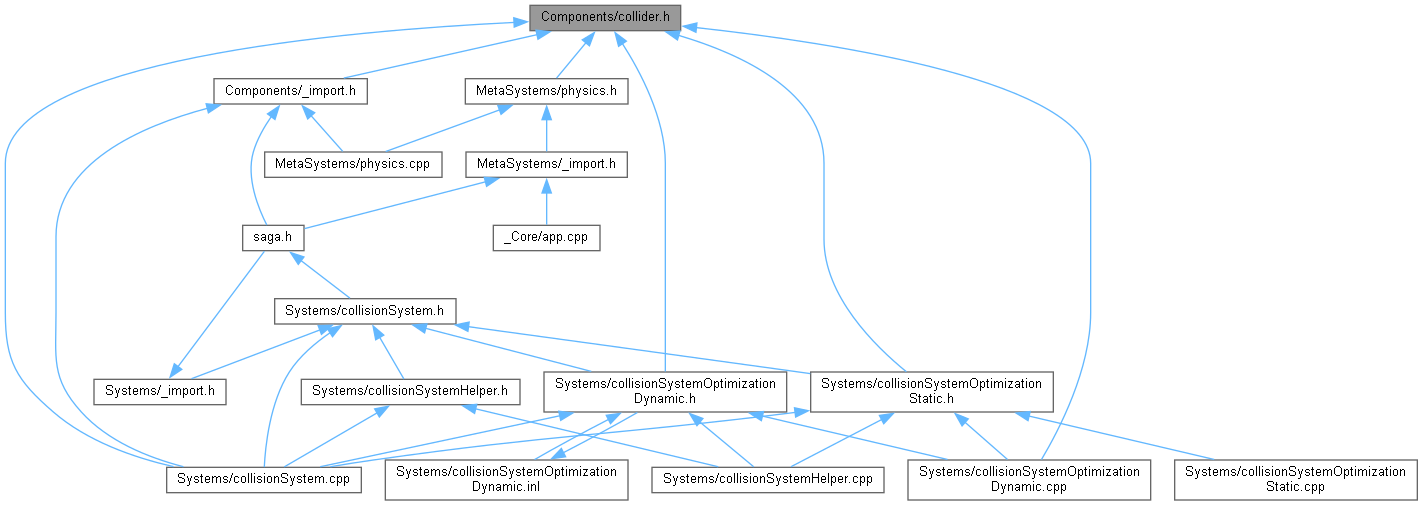 Components/collider.h
Components/_import.h
MetaSystems/physics.h
MetaSystems/physics.cpp
MetaSystems/_import.h
saga.h
_Core/app.cpp
Systems/collisionSystem.h
Systems/_import.h
Systems/collisionSystemHelper.h
Systems/collisionSystemOptimization
Dynamic.h
Systems/collisionSystemOptimization
Static.h
Systems/collisionSystem.cpp
Systems/collisionSystemOptimization
Dynamic.inl
Systems/collisionSystemHelper.cpp
Systems/collisionSystemOptimization
Dynamic.cpp
Systems/collisionSystemOptimization
Static.cpp